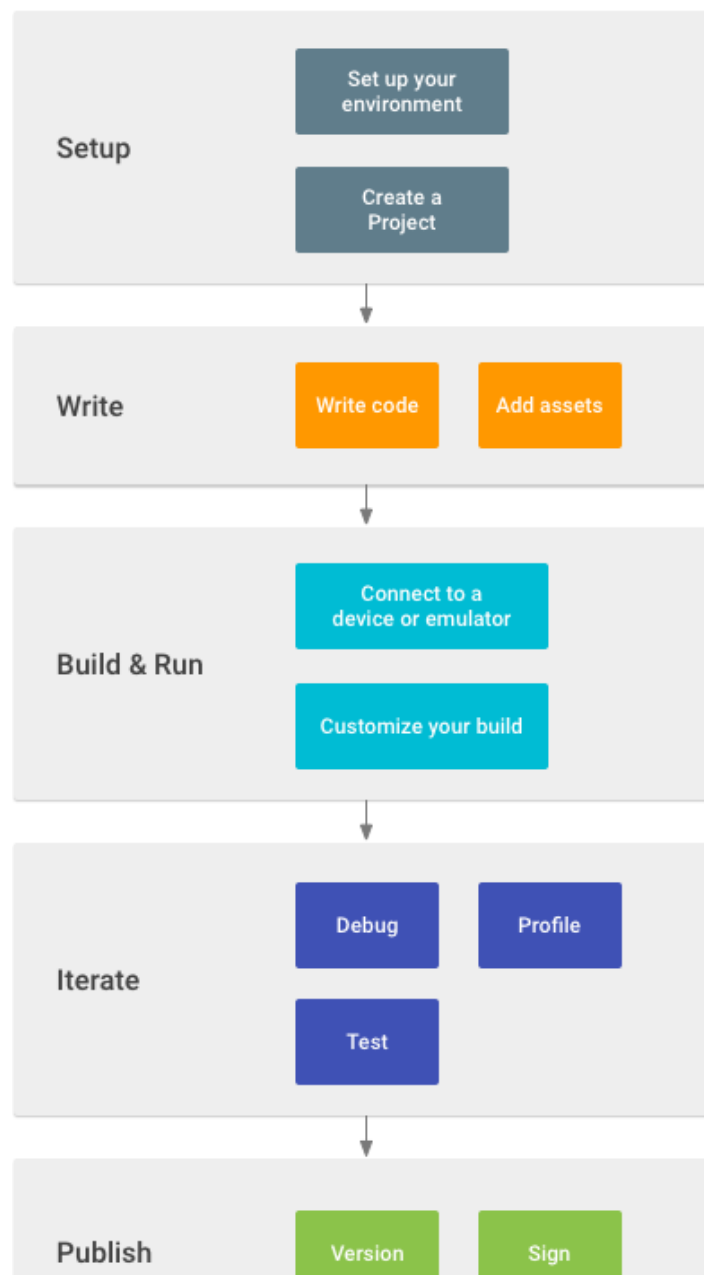 Setup
Set up your
environment
Create a
Project
Write
Write code
Add assets
Build & Run
Connect to a
device or emulator
Customize your build
Iterate
Debug
Profile
Test
Publish
Version
Sign